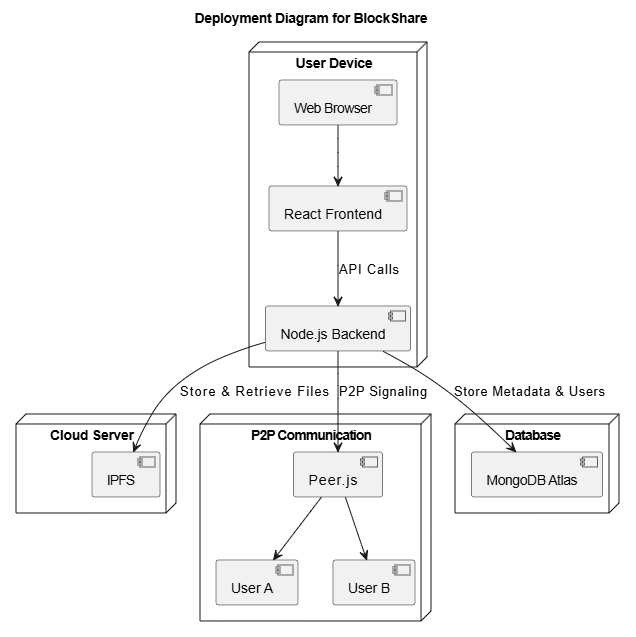 Deployment Diagram for BlockShare
User Device
Web Browser
React Frontend
API Calls
Node.js Backend
Store & Retrieve Files
P2P Signaling
Store Metadata & Users
Cloud Server
P2P Communication
Database
IPFS
Peer.js
MongoDB Atlas
User A
User B